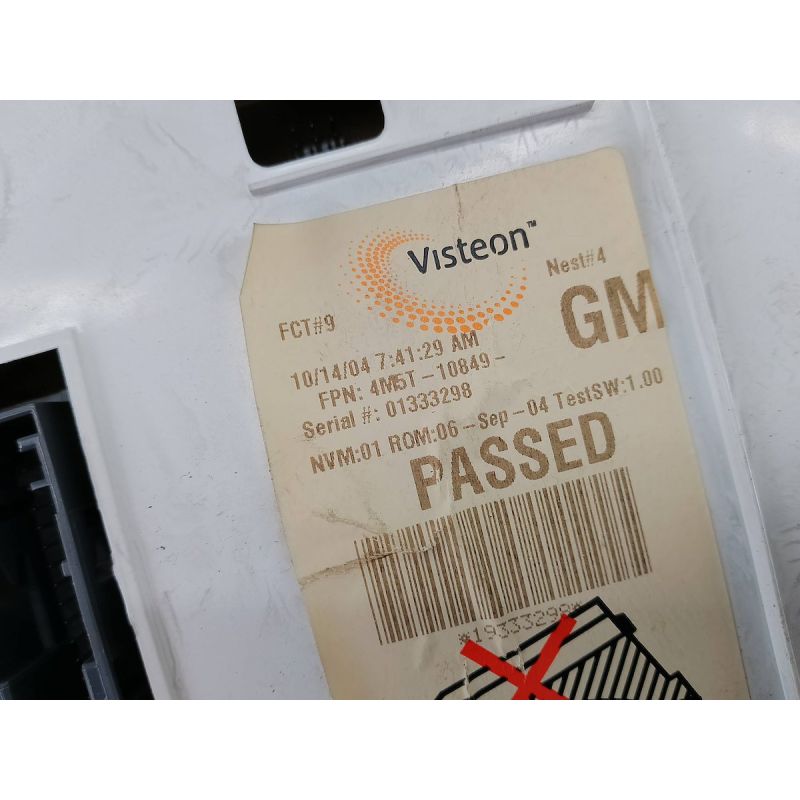 Visteon™
Nest#4
FCT#9
GM
10/14/04 7:41:29 AM
FPN: 4M5T-10849-
Serial #: 01333298
NVM:01 ROM:06-Sep-04 TestSW:1.00
PASSED
*19333298*